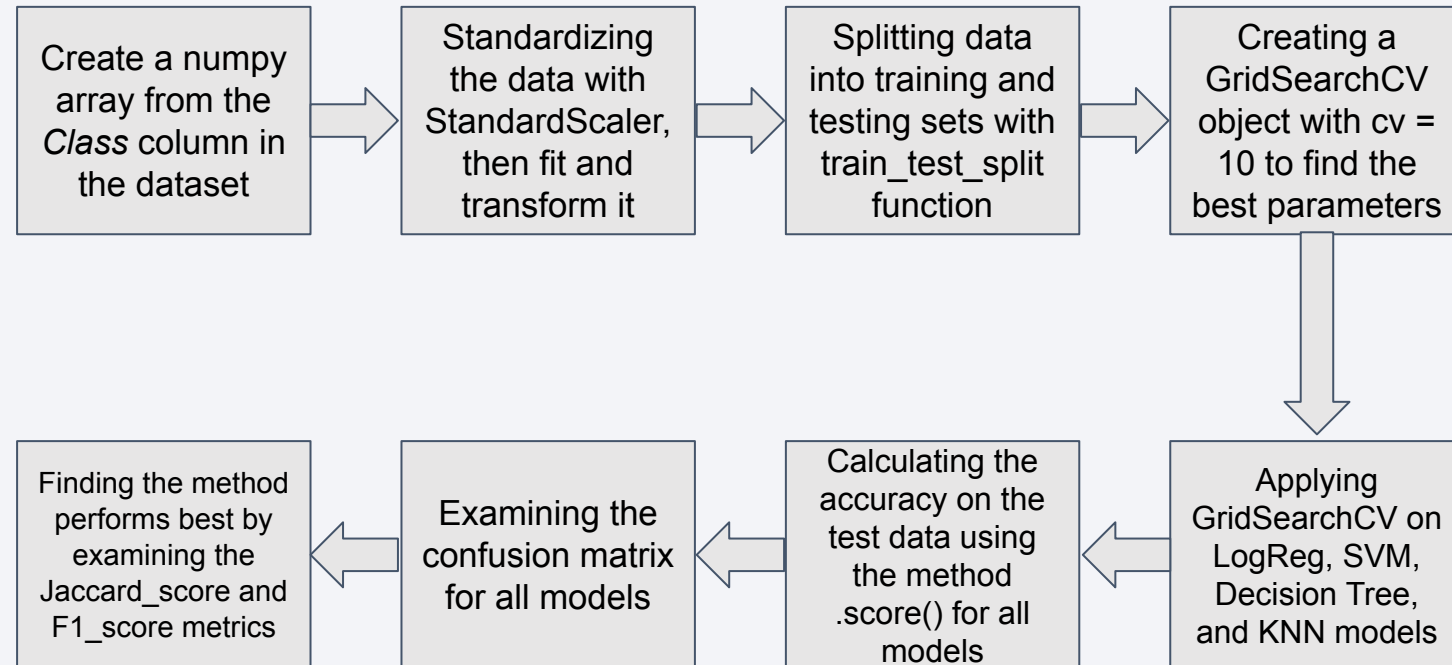 Create a numpy
array from the
Class column in
the dataset
Standardizing
the data with
StandardScaler,
then fit and
transform it
Splitting data
into training and
testing sets with
train_test_split
function
Creating a
GridSearchCV
object with cv =
10 to find the
best parameters
Applying
GridSearchCV on
LogReg, SVM,
Decision Tree,
and KNN models
Calculating the
accuracy on the
test data using
the method
.score() for all
models
Examining the
confusion matrix
for all models
Finding the method
performs best by
examining the
Jaccard_score and
F1_score metrics